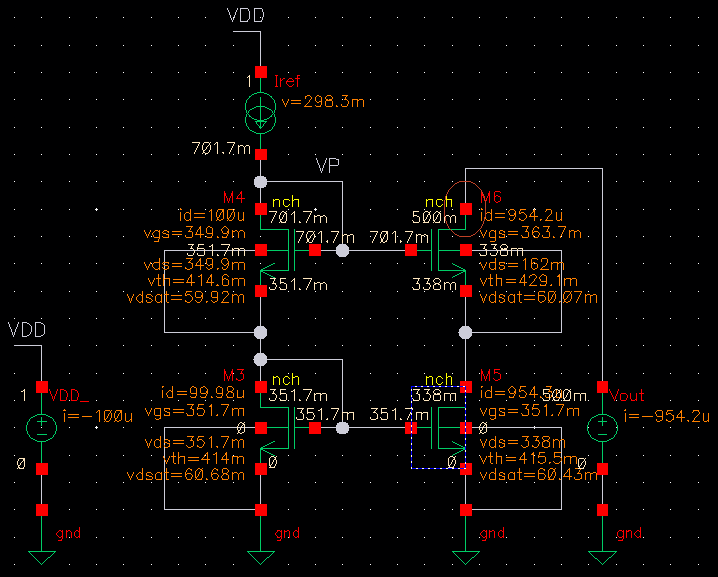 VDD
1
Iref
v=298.3m
701.7m
VP
M4
nch
id=100u
701.7m
vgs=349.9m
701.7m
351.7m
vds=349.9m
vth=414.6m
351.7m
vdsat=59.92m
nch
M6
500m
id=954.2u
vgs=363.7m
701.7m
338m
vds=162m
vth=429.1m
338m
vdsat=60.07m
VDD
M3
nch
id=99.98u
351.7m
vgs=351.7m
351.7m
0
vds=351.7m
vth=414m
0
vdsat=60.68m
nch
M5
338m
vgs=351.7m
351.7m
0
vds=338m
vth=415.5m
0
vdsat=60.43m
1
VDD_
i=-100u
0
gnd
gnd
gnd
500m
Vout
i=-954.2u
0
gnd